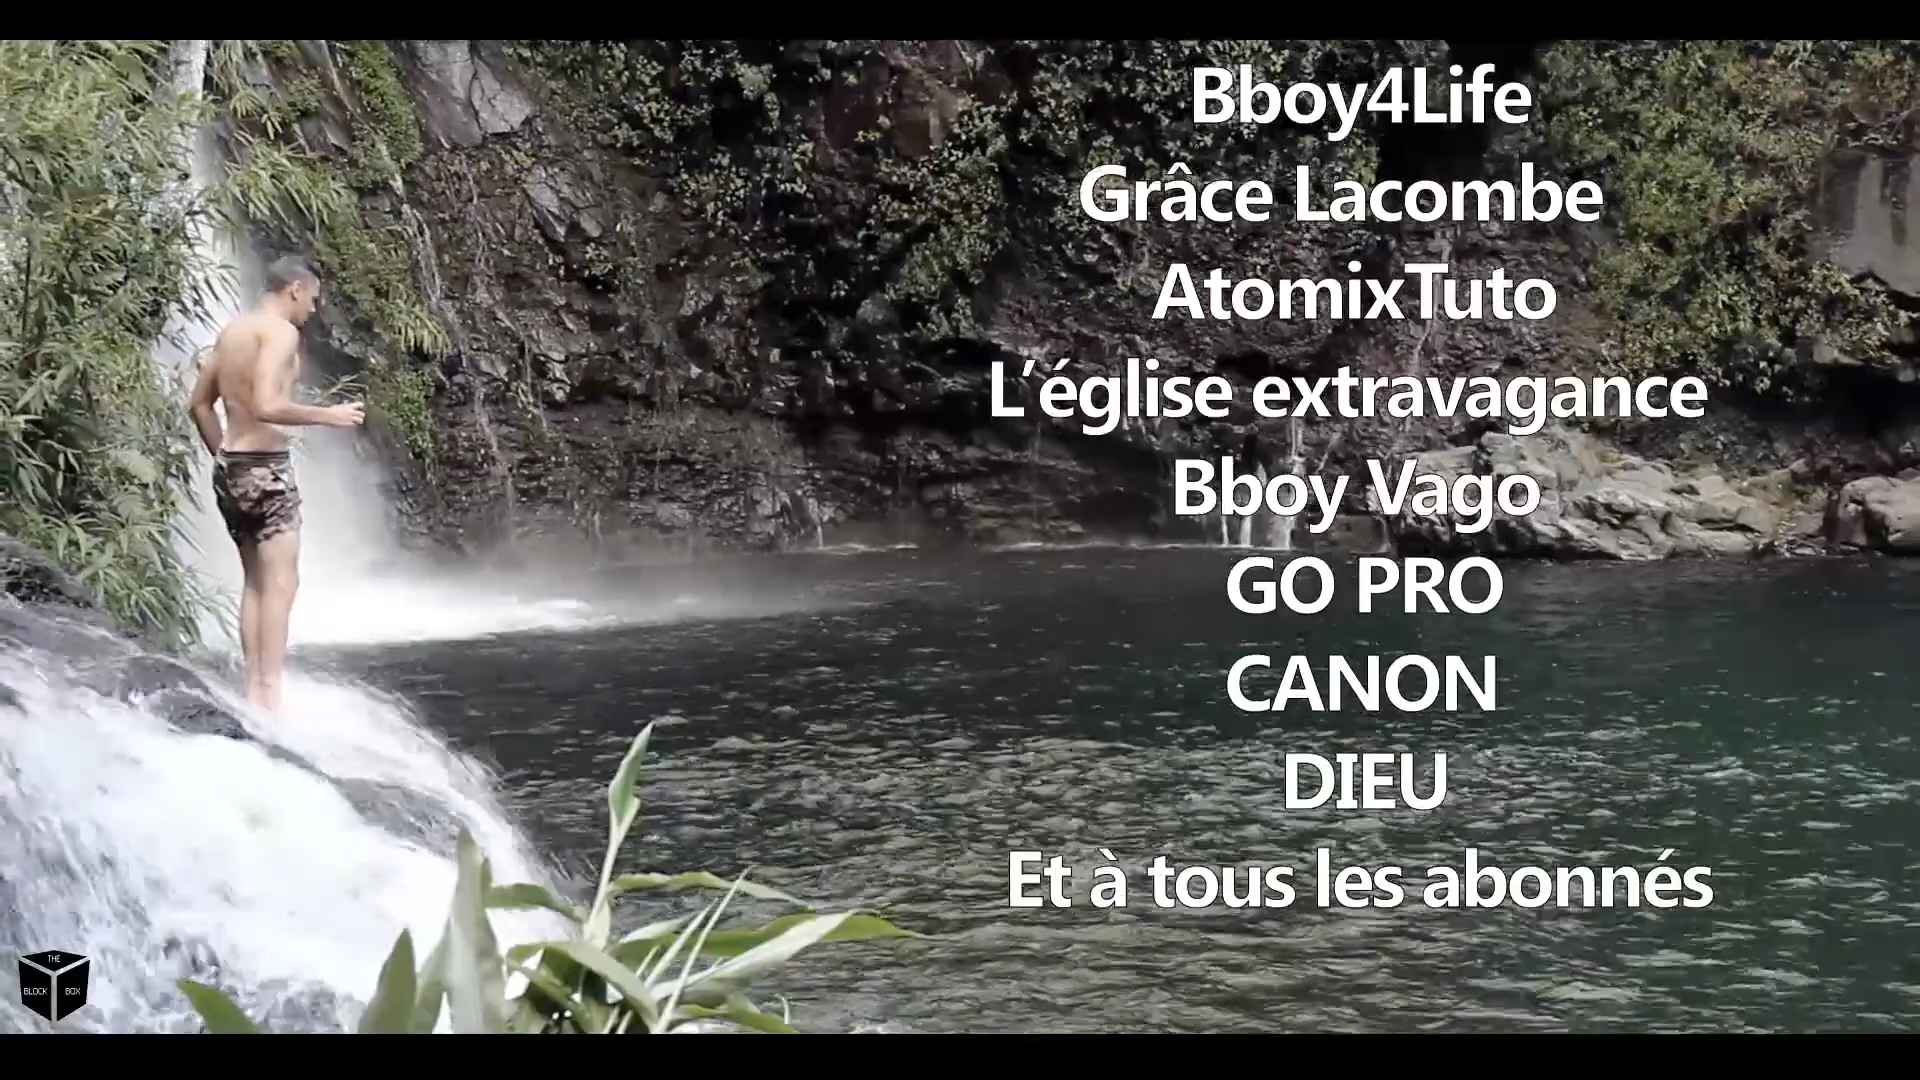 Bboy4Life
Grâce Lacombe
AtomixTuto
L'église extravagance
Bboy Vago
GO PRO
CANON
DIEU
Et à tous les abonnés
THE
BLOCK BOX